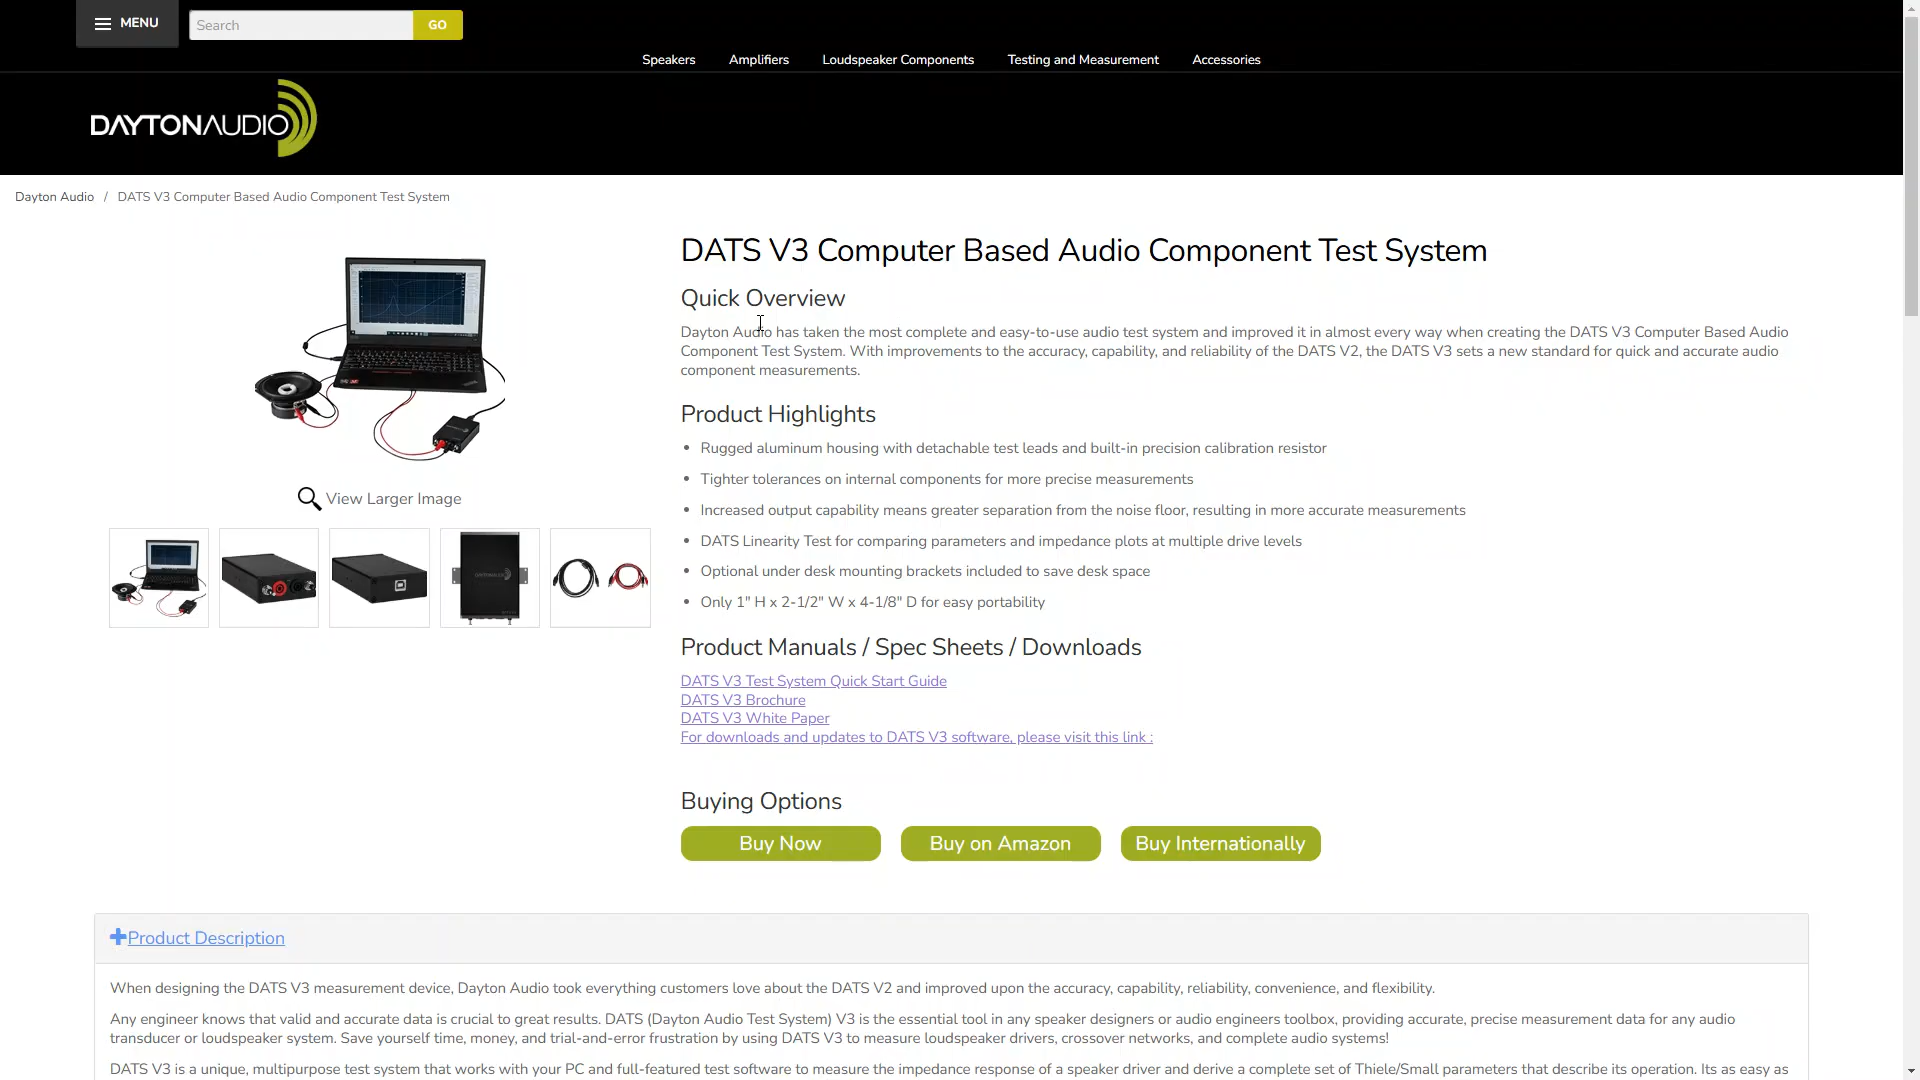 MENU
Search
GO
Speakers
Amplifiers
Loudspeaker Components
Testing and Measurement
Accessories
DAYTONAUDIO
Dayton Audio / DATS V3 Computer Based Audio Component Test System
DATS V3 Computer Based Audio Component Test System
Quick Overview
Dayton Audio has taken the most complete and easy-to-use audio test system and improved it in almost every way when creating the DATS V3 Computer Based Audio
Component Test System. With improvements to the accuracy, capability, and reliability of the DATS V2, the DATS V3 sets a new standard for quick and accurate audio
component measurements.
Product Highlights
• Rugged aluminum housing with detachable test leads and built-in precision calibration resistor
• Tighter tolerances on internal components for more precise measurements
• Increased output capability means greater separation from the noise floor, resulting in more accurate measurements
• DATS Linearity Test for comparing parameters and impedance plots at multiple drive levels
• Optional under desk mounting brackets included to save desk space
• Only 1" H x 2-1/2" W x 4-1/8" D for easy portability
View Larger Image
Product Manuals / Spec Sheets / Downloads
DATS V3 Test System Quick Start Guide
DATS V3 Brochure
DATS V3 White Paper
For downloads and updates to DATS V3 software, please visit this link :
Buying Options
Buy Now
Buy on Amazon
Buy Internationally
Product Description
When designing the DATS V3 measurement device, Dayton Audio took everything customers love about the DATS V2 and improved upon the accuracy, capability, reliability, convenience, and flexibility.
Any engineer knows that valid and accurate data is crucial to great results. DATS (Dayton Audio Test System) V3 is the essential tool in any speaker designers or audio engineers toolbox, providing accurate, precise measurement data for any audio
transducer or loudspeaker system. Save yourself time, money, and trial-and-error frustration by using DATS V3 to measure loudspeaker drivers, crossover networks, and complete audio systems!
DATS V3 is a unique, multipurpose test system that works with your PC and full-featured test software to measure the impedance response of a speaker driver and derive a complete set of Thiele/Small parameters that describe its operation. Its as easy as